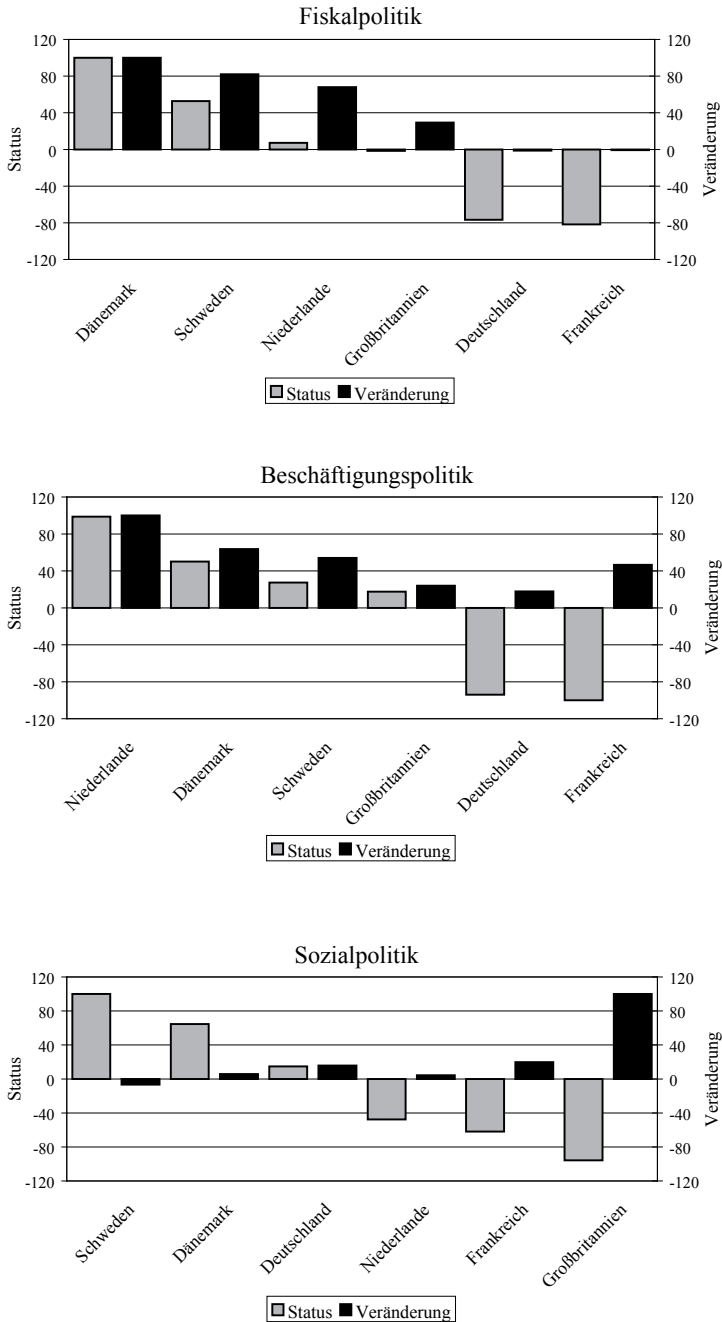 Fiskalpolitik
120 120
80 80
40 40
0 0
-40 -40
-80 -80
-120 -120
Status
Veränderung
Dänemark
Schweden
Niederlande
Großbritannien
Deutschland
Frankreich
Status Veränderung
Beschäftigungspolitik
120 120
80 80
40 40
0 0
-40 -40
-80 -80
-120 -120
Status
Veränderung
Niederlande
Dänemark
Schweden
Großbritannien
Deutschland
Frankreich
Status Veränderung
Sozialpolitik
120 120
80 80
40 40
0 0
-40 -40
-80 -80
-120 -120
Status
Veränderung
Schweden
Dänemark
Deutschland
Niederlande
Frankreich
Großbritannien
Status Veränderung